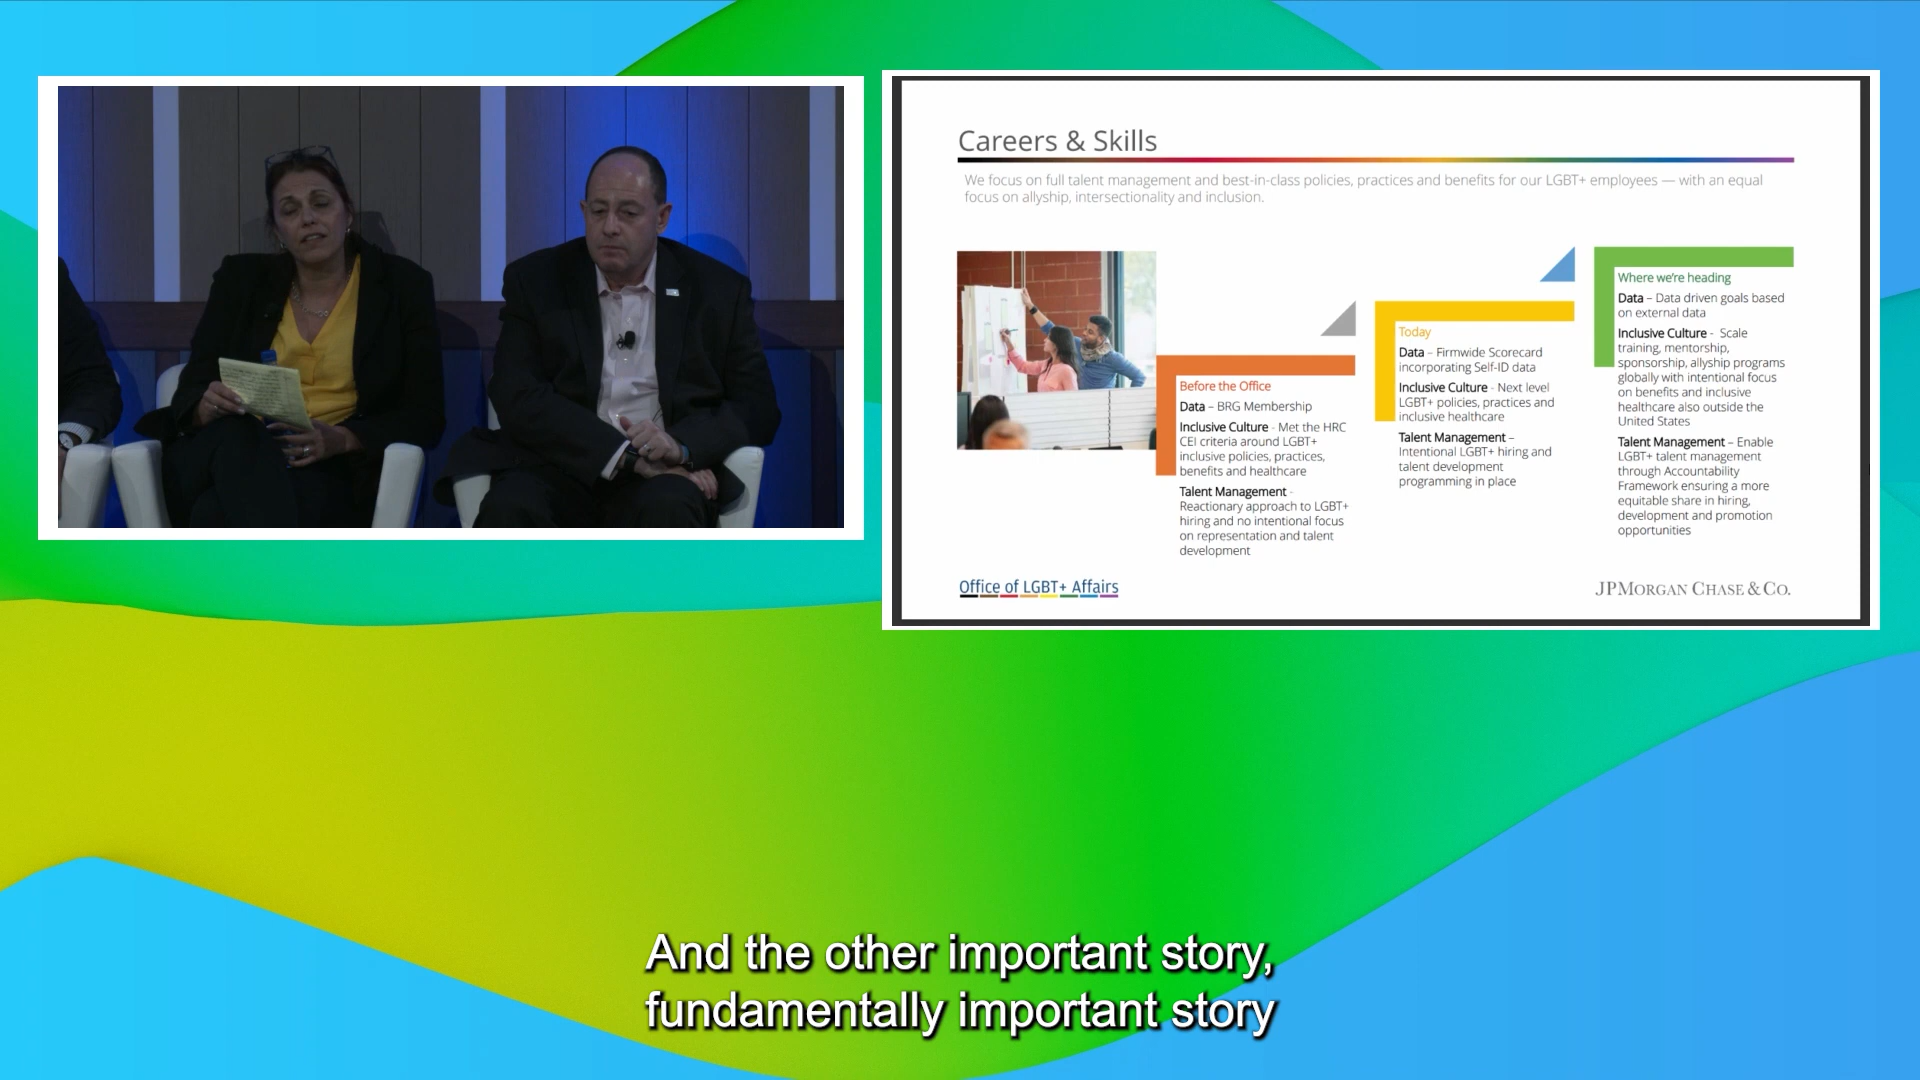 Careers & Skills
We focus on full talent management and best-in-class policies, practices and benefits for our LGBT+ employees — with an equal
focus on allyship, intersectionality and inclusion.
Before the Office
Data – BRG Membership
Inclusive Culture - Met the HRC
CEI criteria around LGBT+
inclusive policies, practices,
benefits and healthcare
Talent Management -
Reactionary approach to LGBT+
hiring and no intentional focus
on representation and talent
development
Today
Data – Firmwide Scorecard
incorporating Self-ID data
Inclusive Culture - Next level
LGBT+ policies, practices and
inclusive healthcare
Talent Management –
Intentional LGBT+ hiring and
talent development
programming in place
Where we're heading
Data – Data driven goals based
on external data
Inclusive Culture - Scale
training, mentorship,
sponsorship, allyship programs
globally with intentional focus
on benefits and inclusive
healthcare also outside the
United States
Talent Management – Enable
LGBT+ talent management
through Accountability
Framework ensuring a more
equitable share in hiring,
development and promotion
opportunities
Office of LGBT+ Affairs
JPMORGAN CHASE & CO.
And the other important story,
fundamentally important story